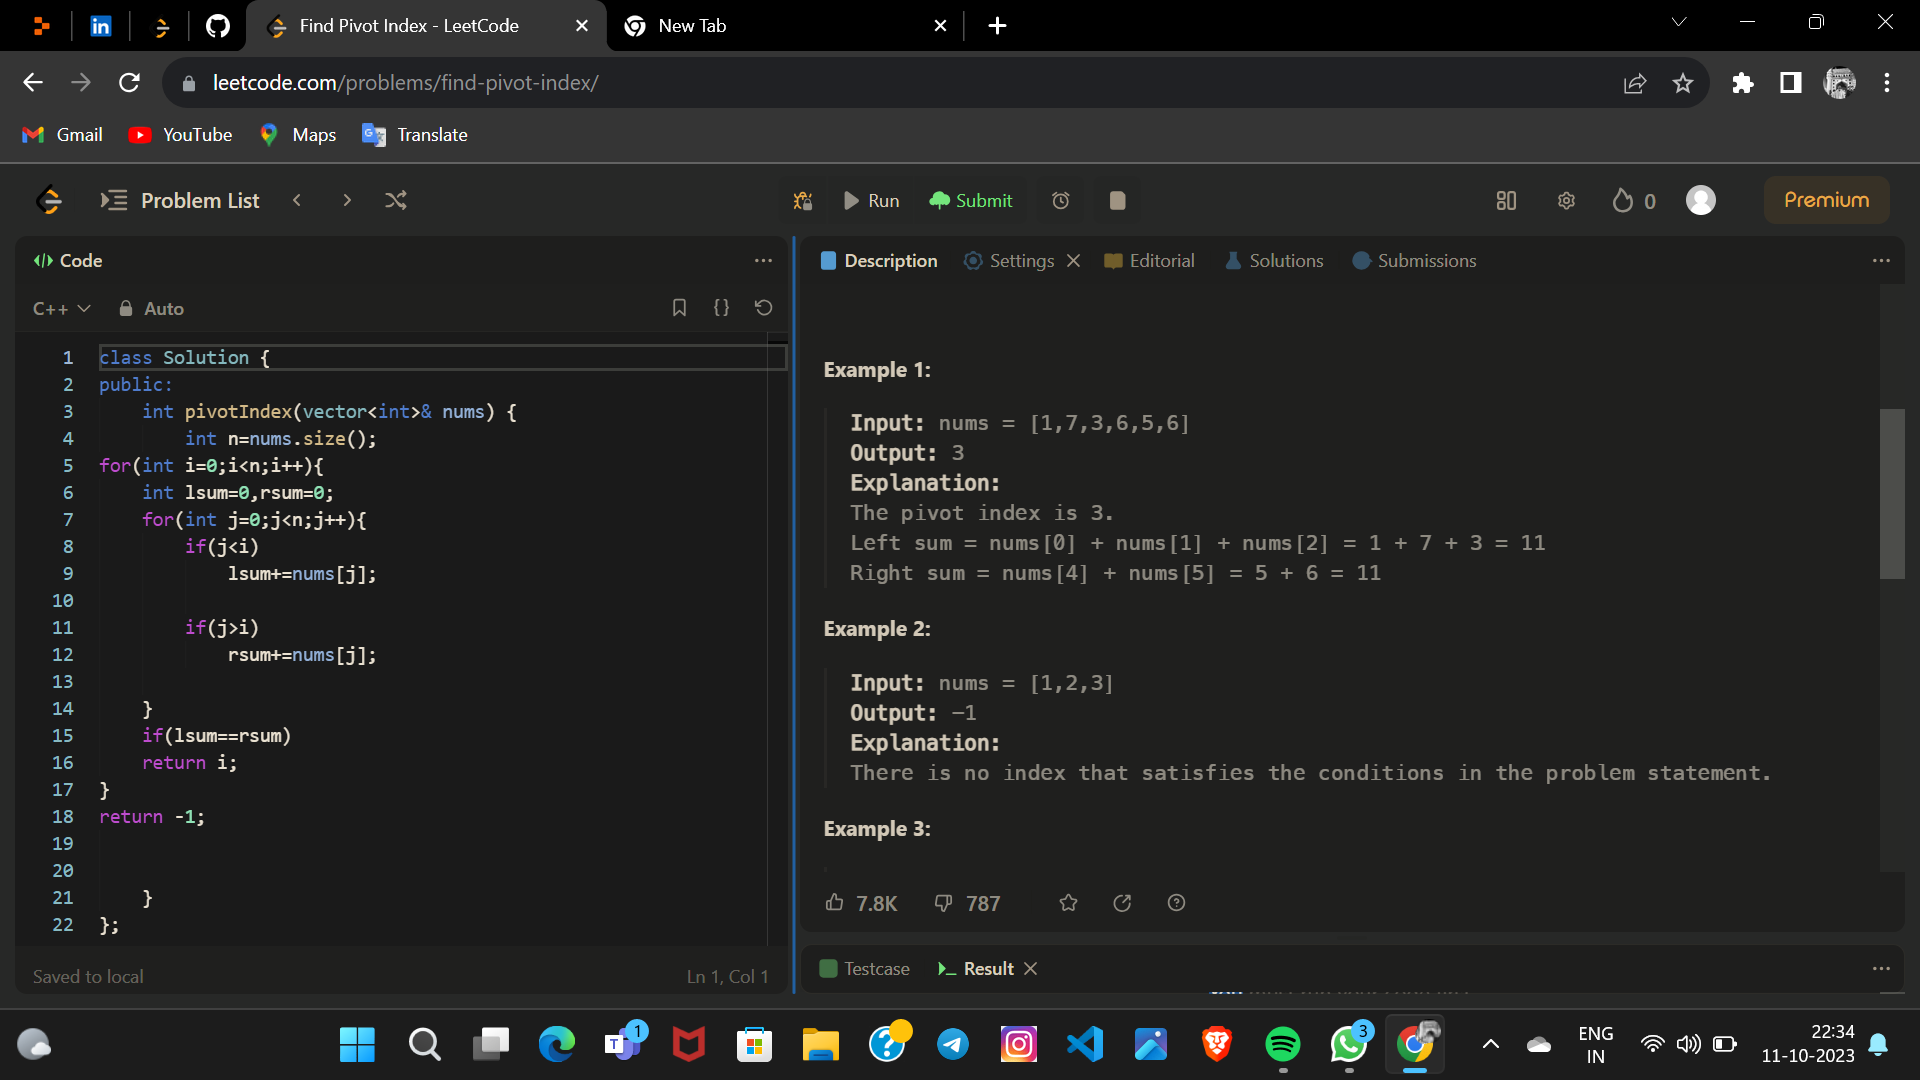 Find Pivot Index - LeetCode
New Tab
leetcode.com/problems/find-pivot-index/
Gmail
YouTube
Maps
Translate
Problem List
Run
Submit
0
Premium
Code
C++
Auto
1 class Solution {
2 public:
3 int pivotIndex(vector<int>& nums) {
4 int n=nums.size();
5 for(int i=0;i<n;i++){
6 int lsum=0,rsum=0;
7 for(int j=0;j<n;j++){
8 if(j<i)
9 lsum+=nums[j];
10
11 if(j>i)
12 rsum+=nums[j];
13
14 }
15 if(lsum==rsum)
16 return i;
17 }
18 return -1;
19
20
21 }
22 };
Saved to local
Ln 1, Col 1
Description
Settings
Editorial
Solutions
Submissions
Example 1:
Input: nums = [1,7,3,6,5,6]
Output: 3
Explanation:
The pivot index is 3.
Left sum = nums[0] + nums[1] + nums[2] = 1 + 7 + 3 = 11
Right sum = nums[4] + nums[5] = 5 + 6 = 11
Example 2:
Input: nums = [1,2,3]
Output: -1
Explanation:
There is no index that satisfies the conditions in the problem statement.
Example 3:
7.8K
787
Testcase
Result
1
3
ENG
IN
22:34
11-10-2023